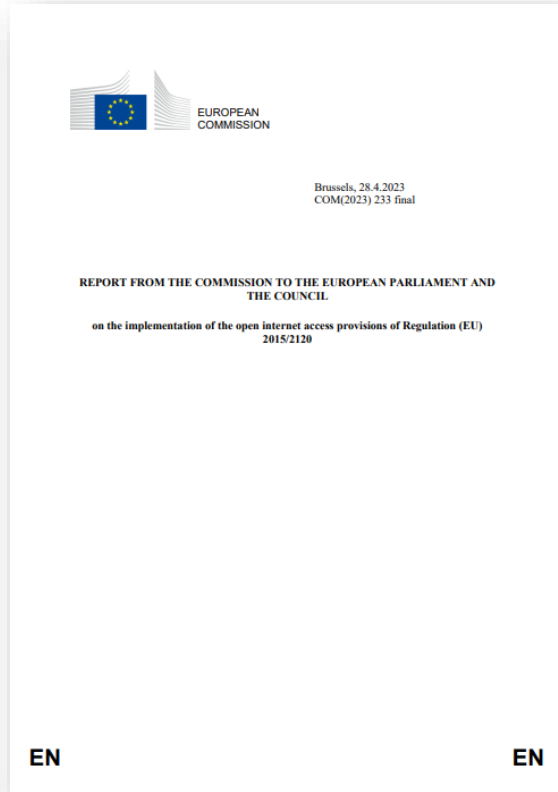 EUROPEAN
COMMISSION
Brussels, 28.4.2023
COM(2023) 233 final
REPORT FROM THE COMMISSION TO THE EUROPEAN PARLIAMENT AND
THE COUNCIL
on the implementation of the open internet access provisions of Regulation (EU)
2015/2120
EN
EN